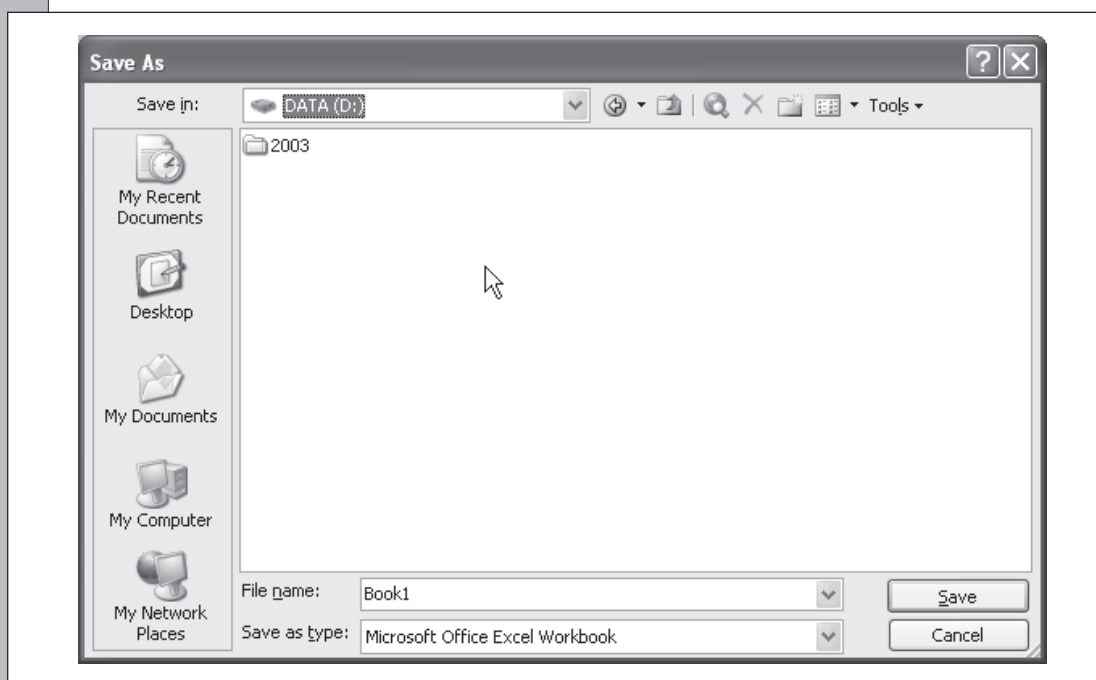 Save As
Save in:
DATA (D:)
Tools
2003
My Recent
Documents
Desktop
My Documents
My Computer
My Network
Places
File name:
Book1
Save
Save as type:
Microsoft Office Excel Workbook
Cancel